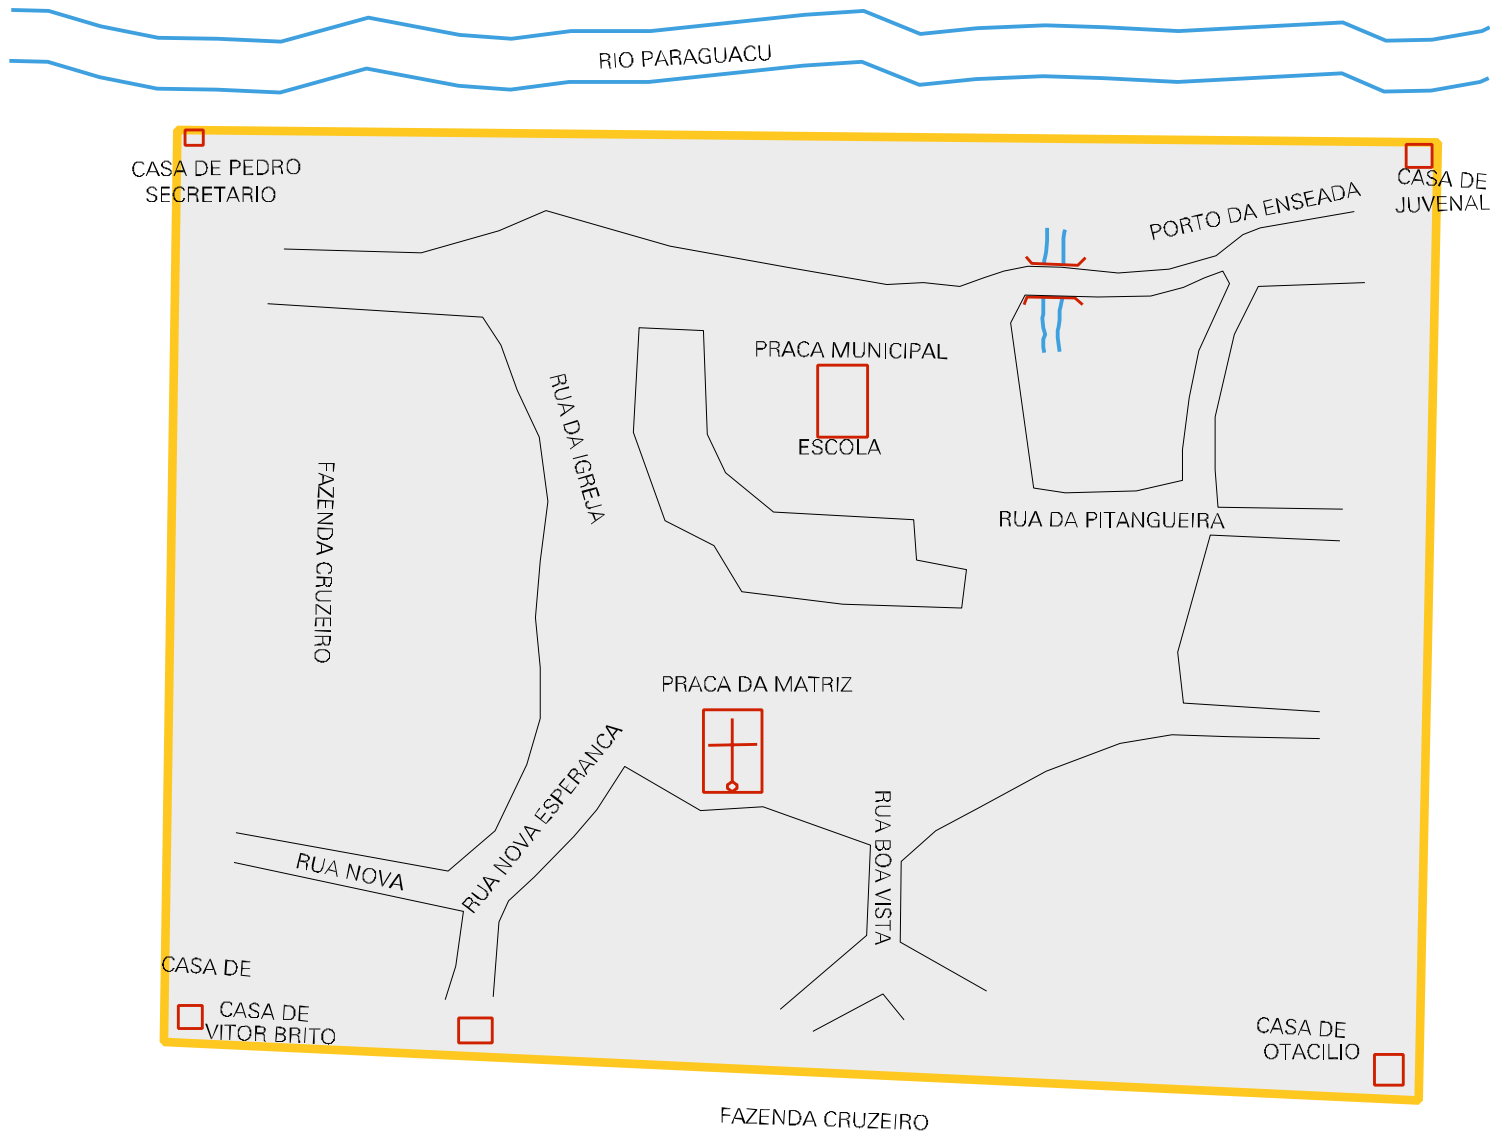 RIO PARAGUACU
CASA DE PEDRO
SECRETARIO
CASA DE
JUVENAL
PORTO DA ENSEADA
PRACA MUNICIPAL
ESCOLA
RUA DA IGREJA
FAZENDA CRUZEIRO
RUA DA PITANGUEIRA
PRACA DA MATRIZ
RUA NOVA ESPERANCA
RUA BOA VISTA
RUA NOVA
CASA DE
CASA DE
VITOR BRITO
CASA DE
OTACILIO
FAZENDA CRUZEIRO